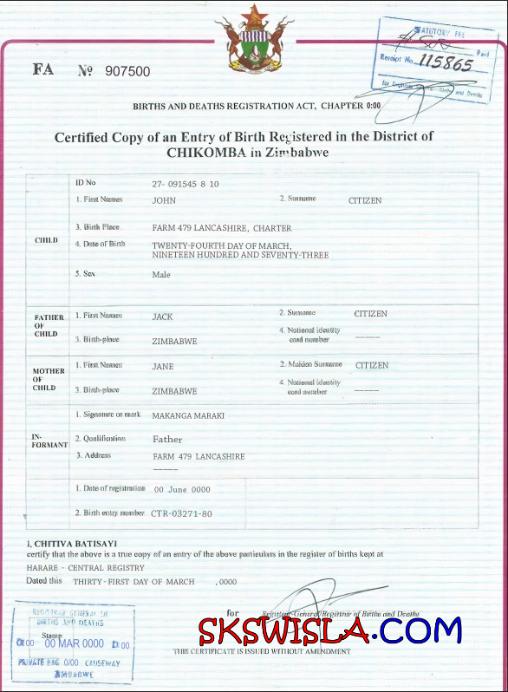 STATUTORY FEE
Paid
Receipt No. 115865
FA № 907500
BIRTHS AND DEATHS REGISTRATION ACT, CHAPTER 0:00
Certified Copy of an Entry of Birth Registered in the District of
CHIKOMBA in Zimbabwe
ID No 27- 091545 8 10
1. First Names JOHN 2. Surname CITIZEN
3. Birth Place FARM 479 LANCASHIRE, CHARTER
CHILD
4. Date of Birth TWENTY-FOURTH DAY OF MARCH,
NINETEEN HUNDRED AND SEVENTY-THREE
5. Sex Male
FATHER OF CHILD
1. First Names JACK 2. Surname CITIZEN
3. Birth-place ZIMBABWE 4. National identity card number -----
MOTHER OF CHILD
1. First Names JANE 2. Maiden Surname CITIZEN
3. Birth-place ZIMBABWE 4. National identity card number -----
IN-FORMANT
1. Signature or mark MAKANGA MARAKI
2. Qualification Father
3. Address FARM 479 LANCASHIRE
-----
1. Date of registration 00 June 0000
2. Birth entry number CTR-03271-80
I, CHITIVA BATISAYI
certify that the above is a true copy of an entry of the above particulars in the register of births kept at
HARARE - CENTRAL REGISTRY
Dated this THIRTY-FIRST DAY OF MARCH ,0000
for Registrar-General/Registrar of Births and Deaths
REGISTRAR GENERAL OF
BIRTHS AND DEATHS
Stamp
00 MAR 0000
PRIVATE BAG 0/00 CAUSEWAY
ZIMBABWE
SKSWISLA.COM
THIS CERTIFICATE IS ISSUED WITHOUT AMENDMENT